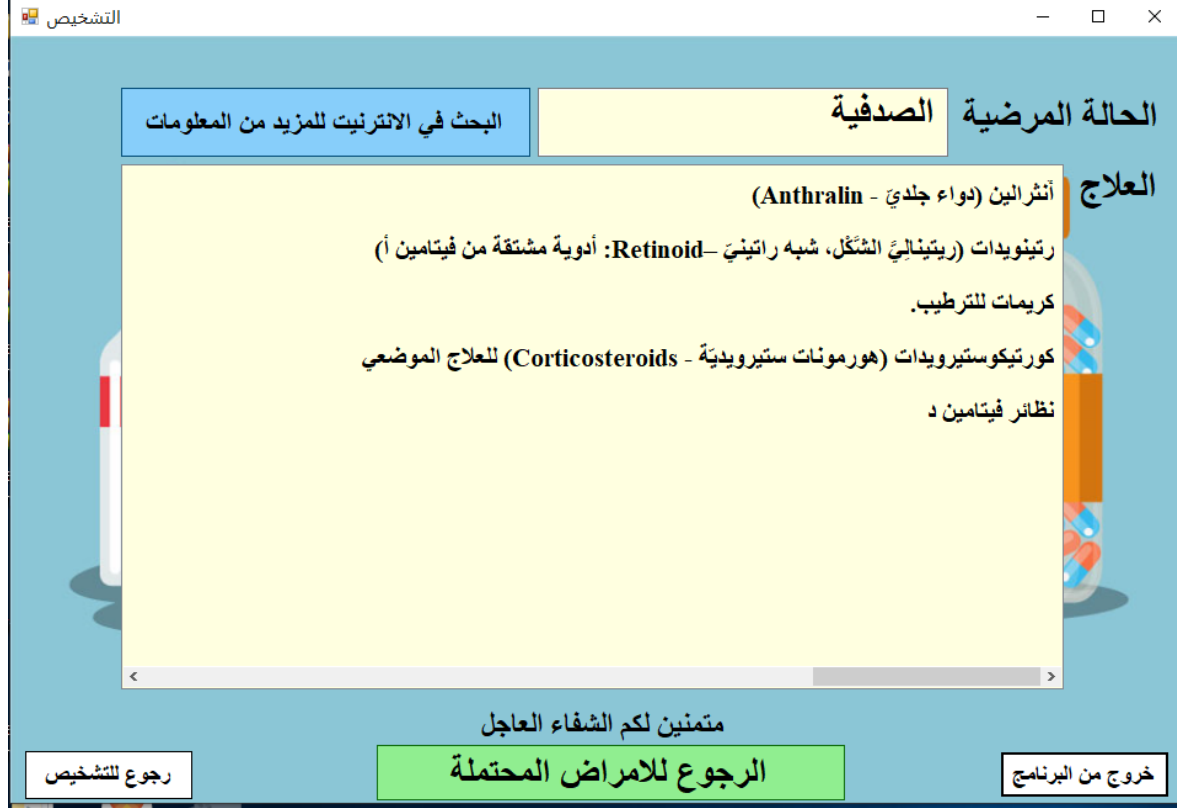 التشخيص
الحالة المرضية
الصدفية
البحث في الانترنيت للمزيد من المعلومات
العلاج
أنثرالين (دواء جلديّ - Anthralin)
رتينويدات (ريتينالِيَّ الشَّكْل، شبه راتينيّ –Retinoid: أدوية مشتقة من فيتامين أ)
كريمات للترطيب.
كورتيكوستيرويدات (هورمونات ستيرويديّة - Corticosteroids) للعلاج الموضعي
نظائر فيتامين د
متمنين لكم الشفاء العاجل
خروج من البرنامج
الرجوع للامراض المحتملة
رجوع للتشخيص